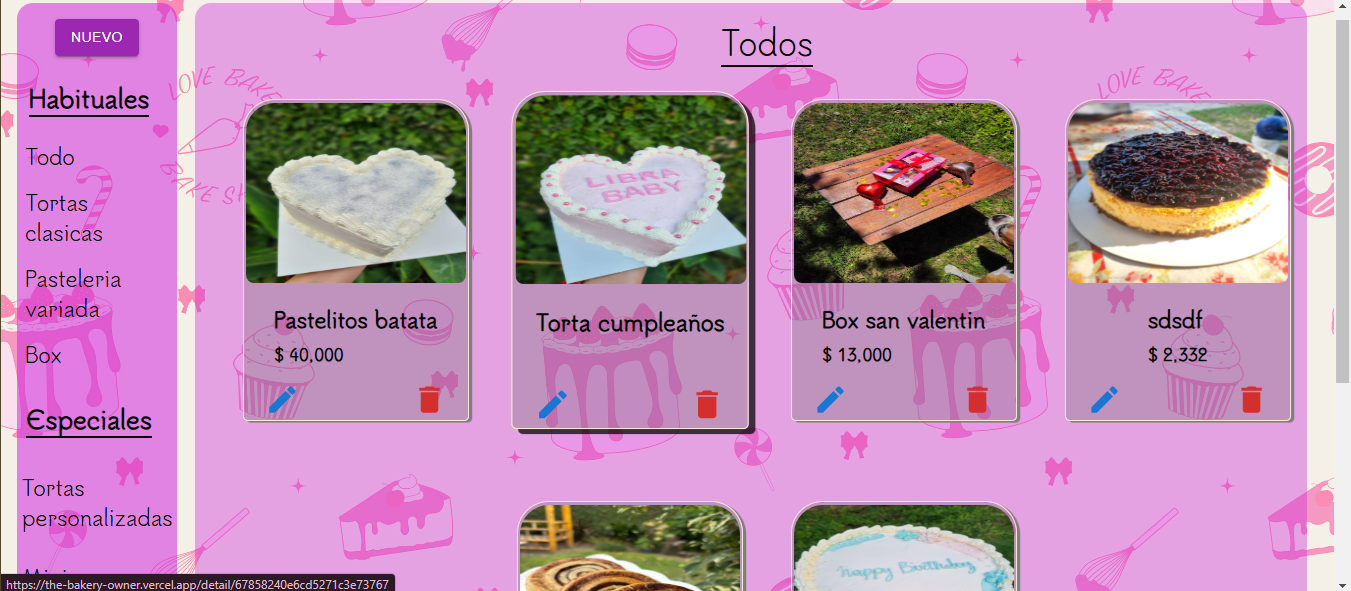 NUEVO
Habituales
Todo
Tortas
clasicas
Pasteleria
variada
Box
Especiales
Tortas
personalizadas
Todos
LOVE BAKE
BAKE SH
LOVE BAKE
LIBRA
BABY
Pastelitos batata
$ 40,000
Torta cumpleaños
Box san valentin
$ 13,000
sdsdf
$ 2,332
Happy Birthday
https://the-bakery-owner.vercel.app/detail/67858240e6cd5271c3e73767